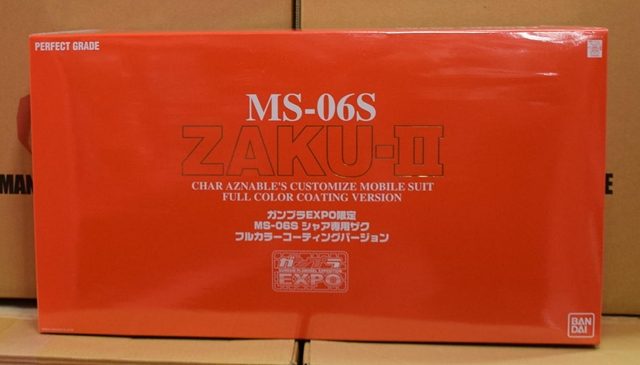 PERFECT GRADE
MS-06S
ZAKU-II
CHAR AZNABLE'S CUSTOMIZE MOBILE SUIT
FULL COLOR COATING VERSION
ガンプラEXPO限定
MS-06S シャア専用ザク
フルカラーコーティングバージョン
ガンプラ
EXPO
BAN
DAI
MAN